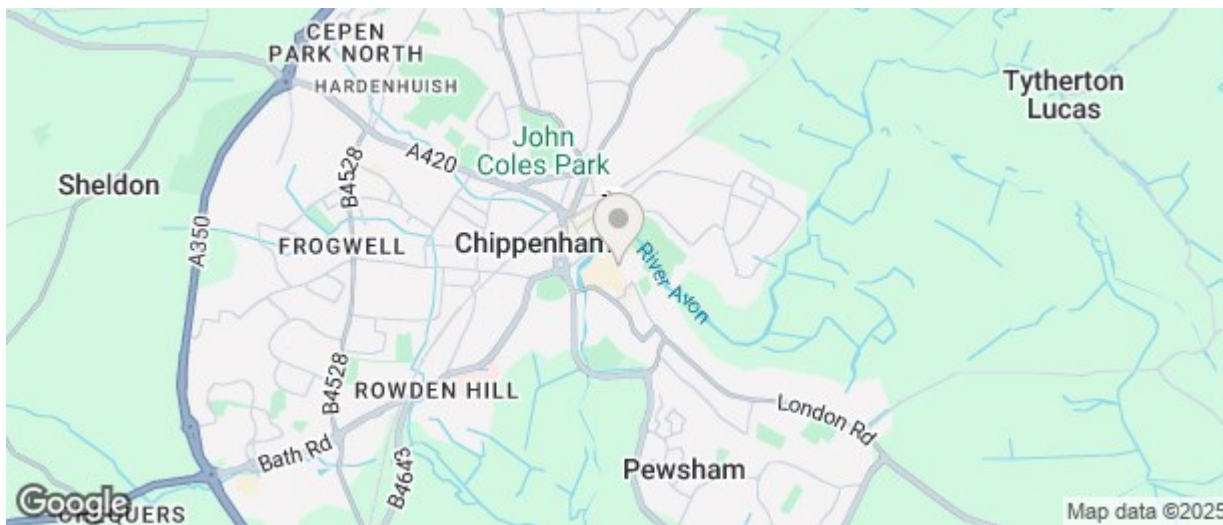 CEPEN
PARK NORTH
HARDENHUISH
Tytherton
Lucas
John
Coles Park
A420
B4528
Sheldon
A350
FROGWELL
Chippenham
River Avon
ROWDEN HILL
B4528
London Rd
Bath Rd
B4643
Pewsham
Google
Map data ©2025